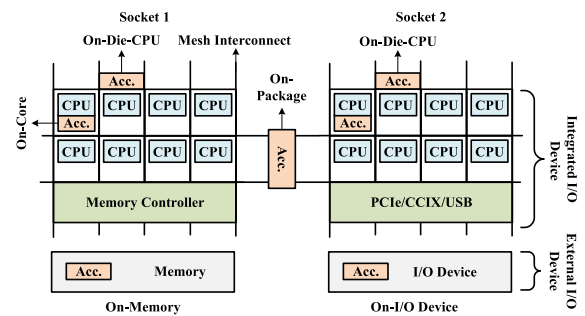 Socket 1
Socket 2
On-Die-CPU
Mesh Interconnect
On-Die-CPU
Acc.
On-
Package
Acc.
On-Core
CPU
CPU
CPU
CPU
Acc.
CPU
CPU
CPU
CPU
Acc.
CPU
CPU
CPU
CPU
Acc.
CPU
CPU
CPU
CPU
Integrated I/O
Device
Memory Controller
PCIe/CCIX/USB
Acc.
Memory
Acc.
I/O Device
External I/O
Device
On-Memory
On-I/O Device